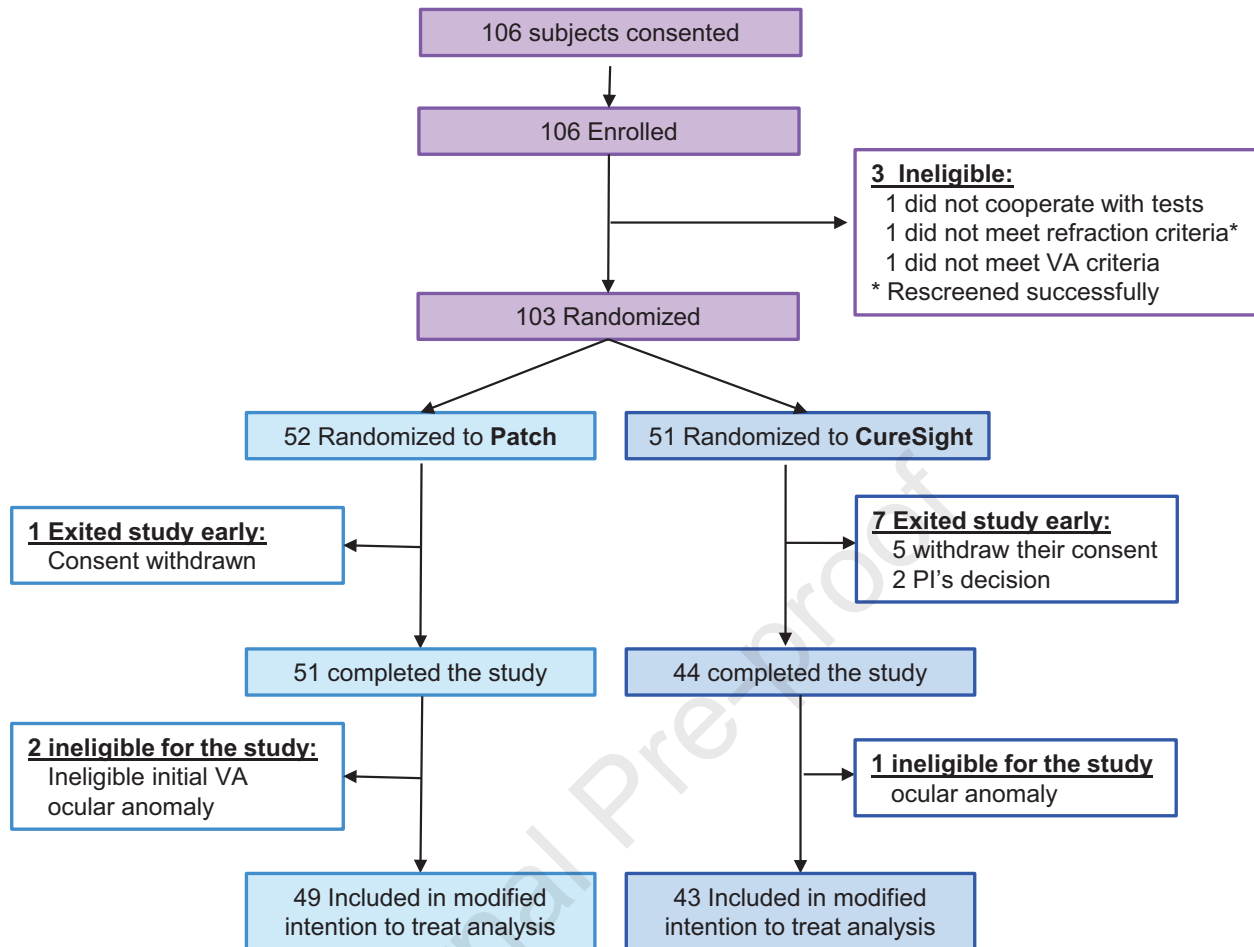 106 subjects consented
106 Enrolled
3 Ineligible:
1 did not cooperate with tests
1 did not meet refraction criteria*
1 did not meet VA criteria
* Rescreened successfully
103 Randomized
52 Randomized to Patch
51 Randomized to CureSight
1 Exited study early:
Consent withdrawn
7 Exited study early:
5 withdraw their consent
2 PI's decision
51 completed the study
44 completed the study
2 ineligible for the study:
Ineligible initial VA
ocular anomaly
1 ineligible for the study
ocular anomaly
49 Included in modified
intention to treat analysis
43 Included in modified
intention to treat analysis
nal Pre-proof